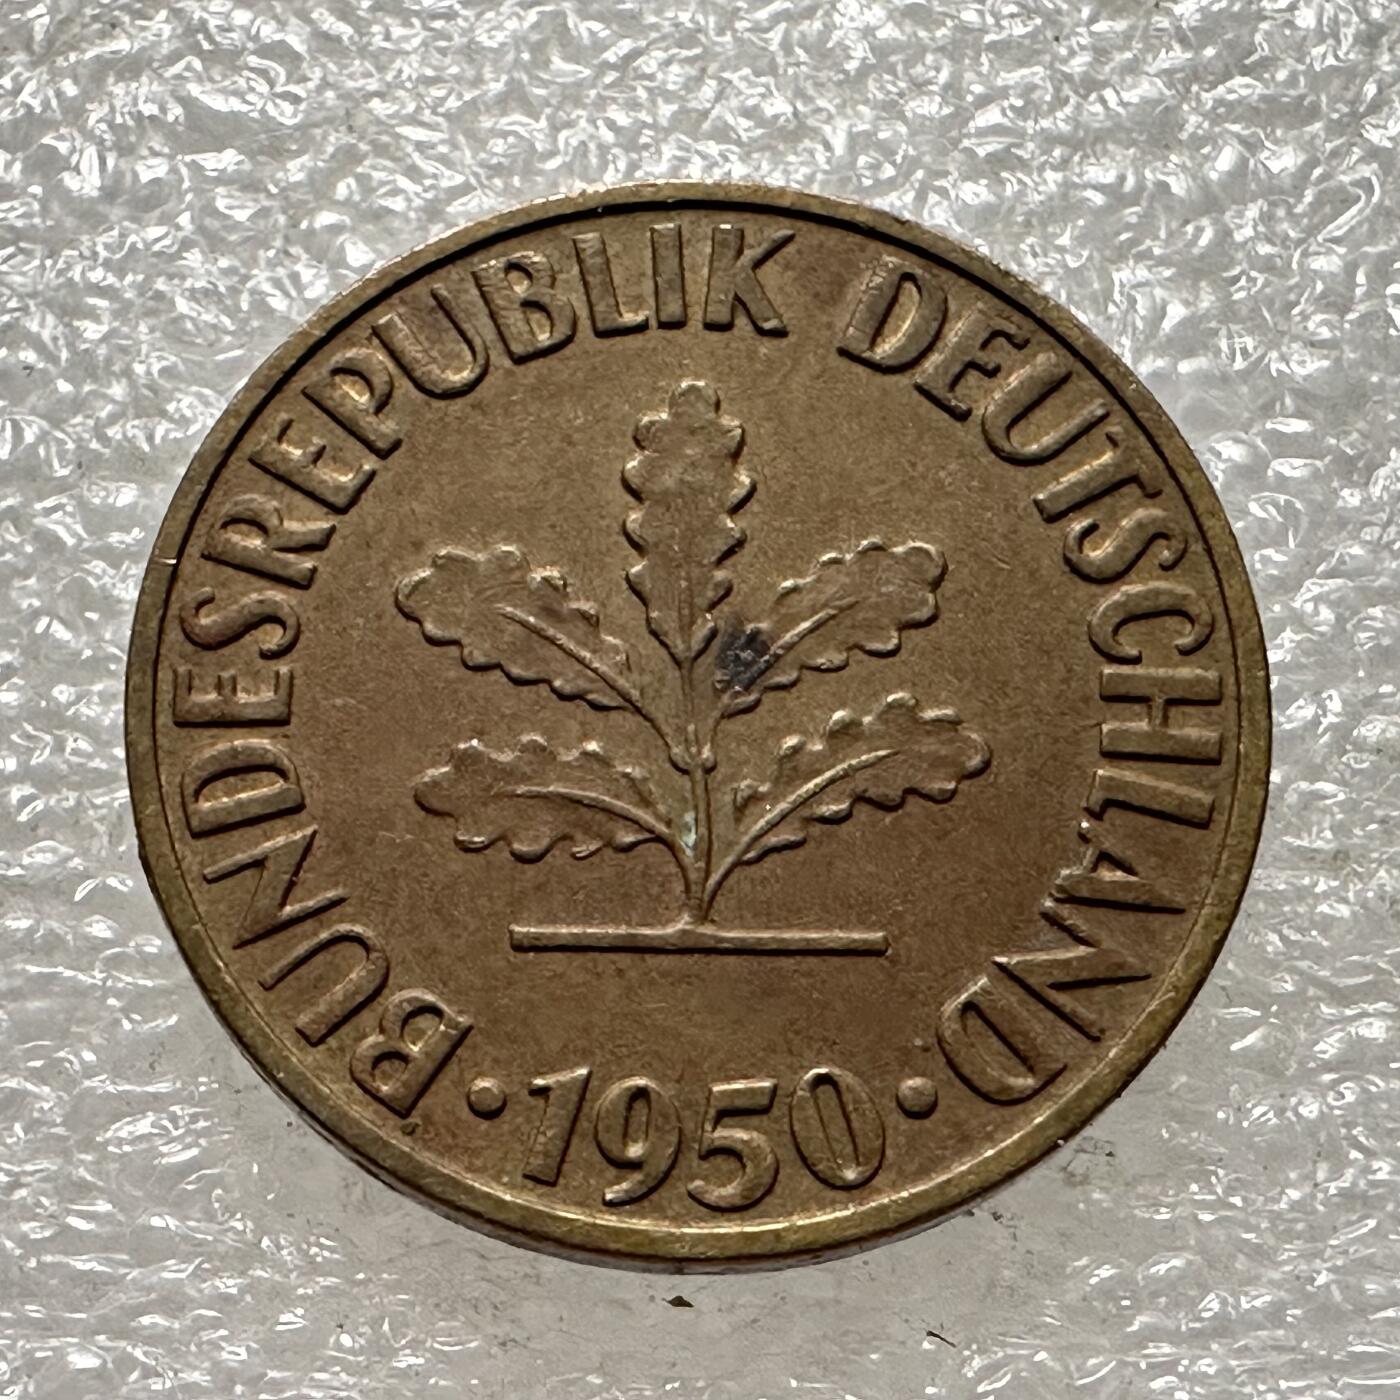 BUNDESREPUBLIK DEUTSCHLAND
· 1950 ·